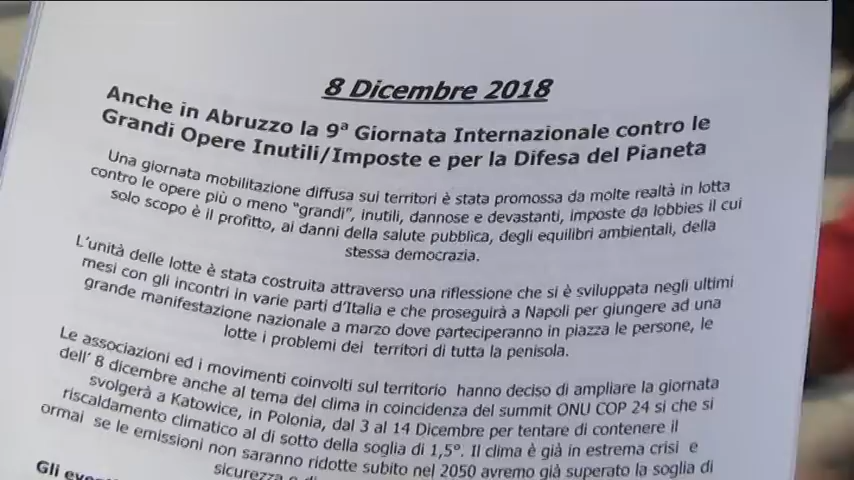 8 Dicembre 2018
Anche in Abruzzo la 9ª Giornata Internazionale contro le
Grandi Opere Inutili/Imposte e per la Difesa del Pianeta
Una giornata mobilitazione diffusa sui territori è stata promossa da molte realtà in lotta
contro le opere più o meno "grandi", inutili, dannose e devastanti, imposte da lobbies il cui
solo scopo è il profitto, ai danni della salute pubblica, degli equilibri ambientali, della
stessa democrazia.
L'unità delle lotte è stata costruita attraverso una riflessione che si è sviluppata negli ultimi
mesi con gli incontri in varie parti d'Italia e che proseguirà a Napoli per giungere ad una
grande manifestazione nazionale a marzo dove parteciperanno in piazza le persone, le
lotte i problemi dei territori di tutta la penisola.
Le associazioni ed i movimenti coinvolti sul territorio hanno deciso di ampliare la giornata
dell' 8 dicembre anche al tema del clima in coincidenza del summit ONU COP 24 si che si
svolgerà a Katowice, in Polonia, dal 3 al 14 Dicembre per tentare di contenere il
riscaldamento climatico al di sotto della soglia di 1,5°. Il clima è già in estrema crisi e
ormai se le emissioni non saranno ridotte subito nel 2050 avremo già superato la soglia di
sicurezza
Gli